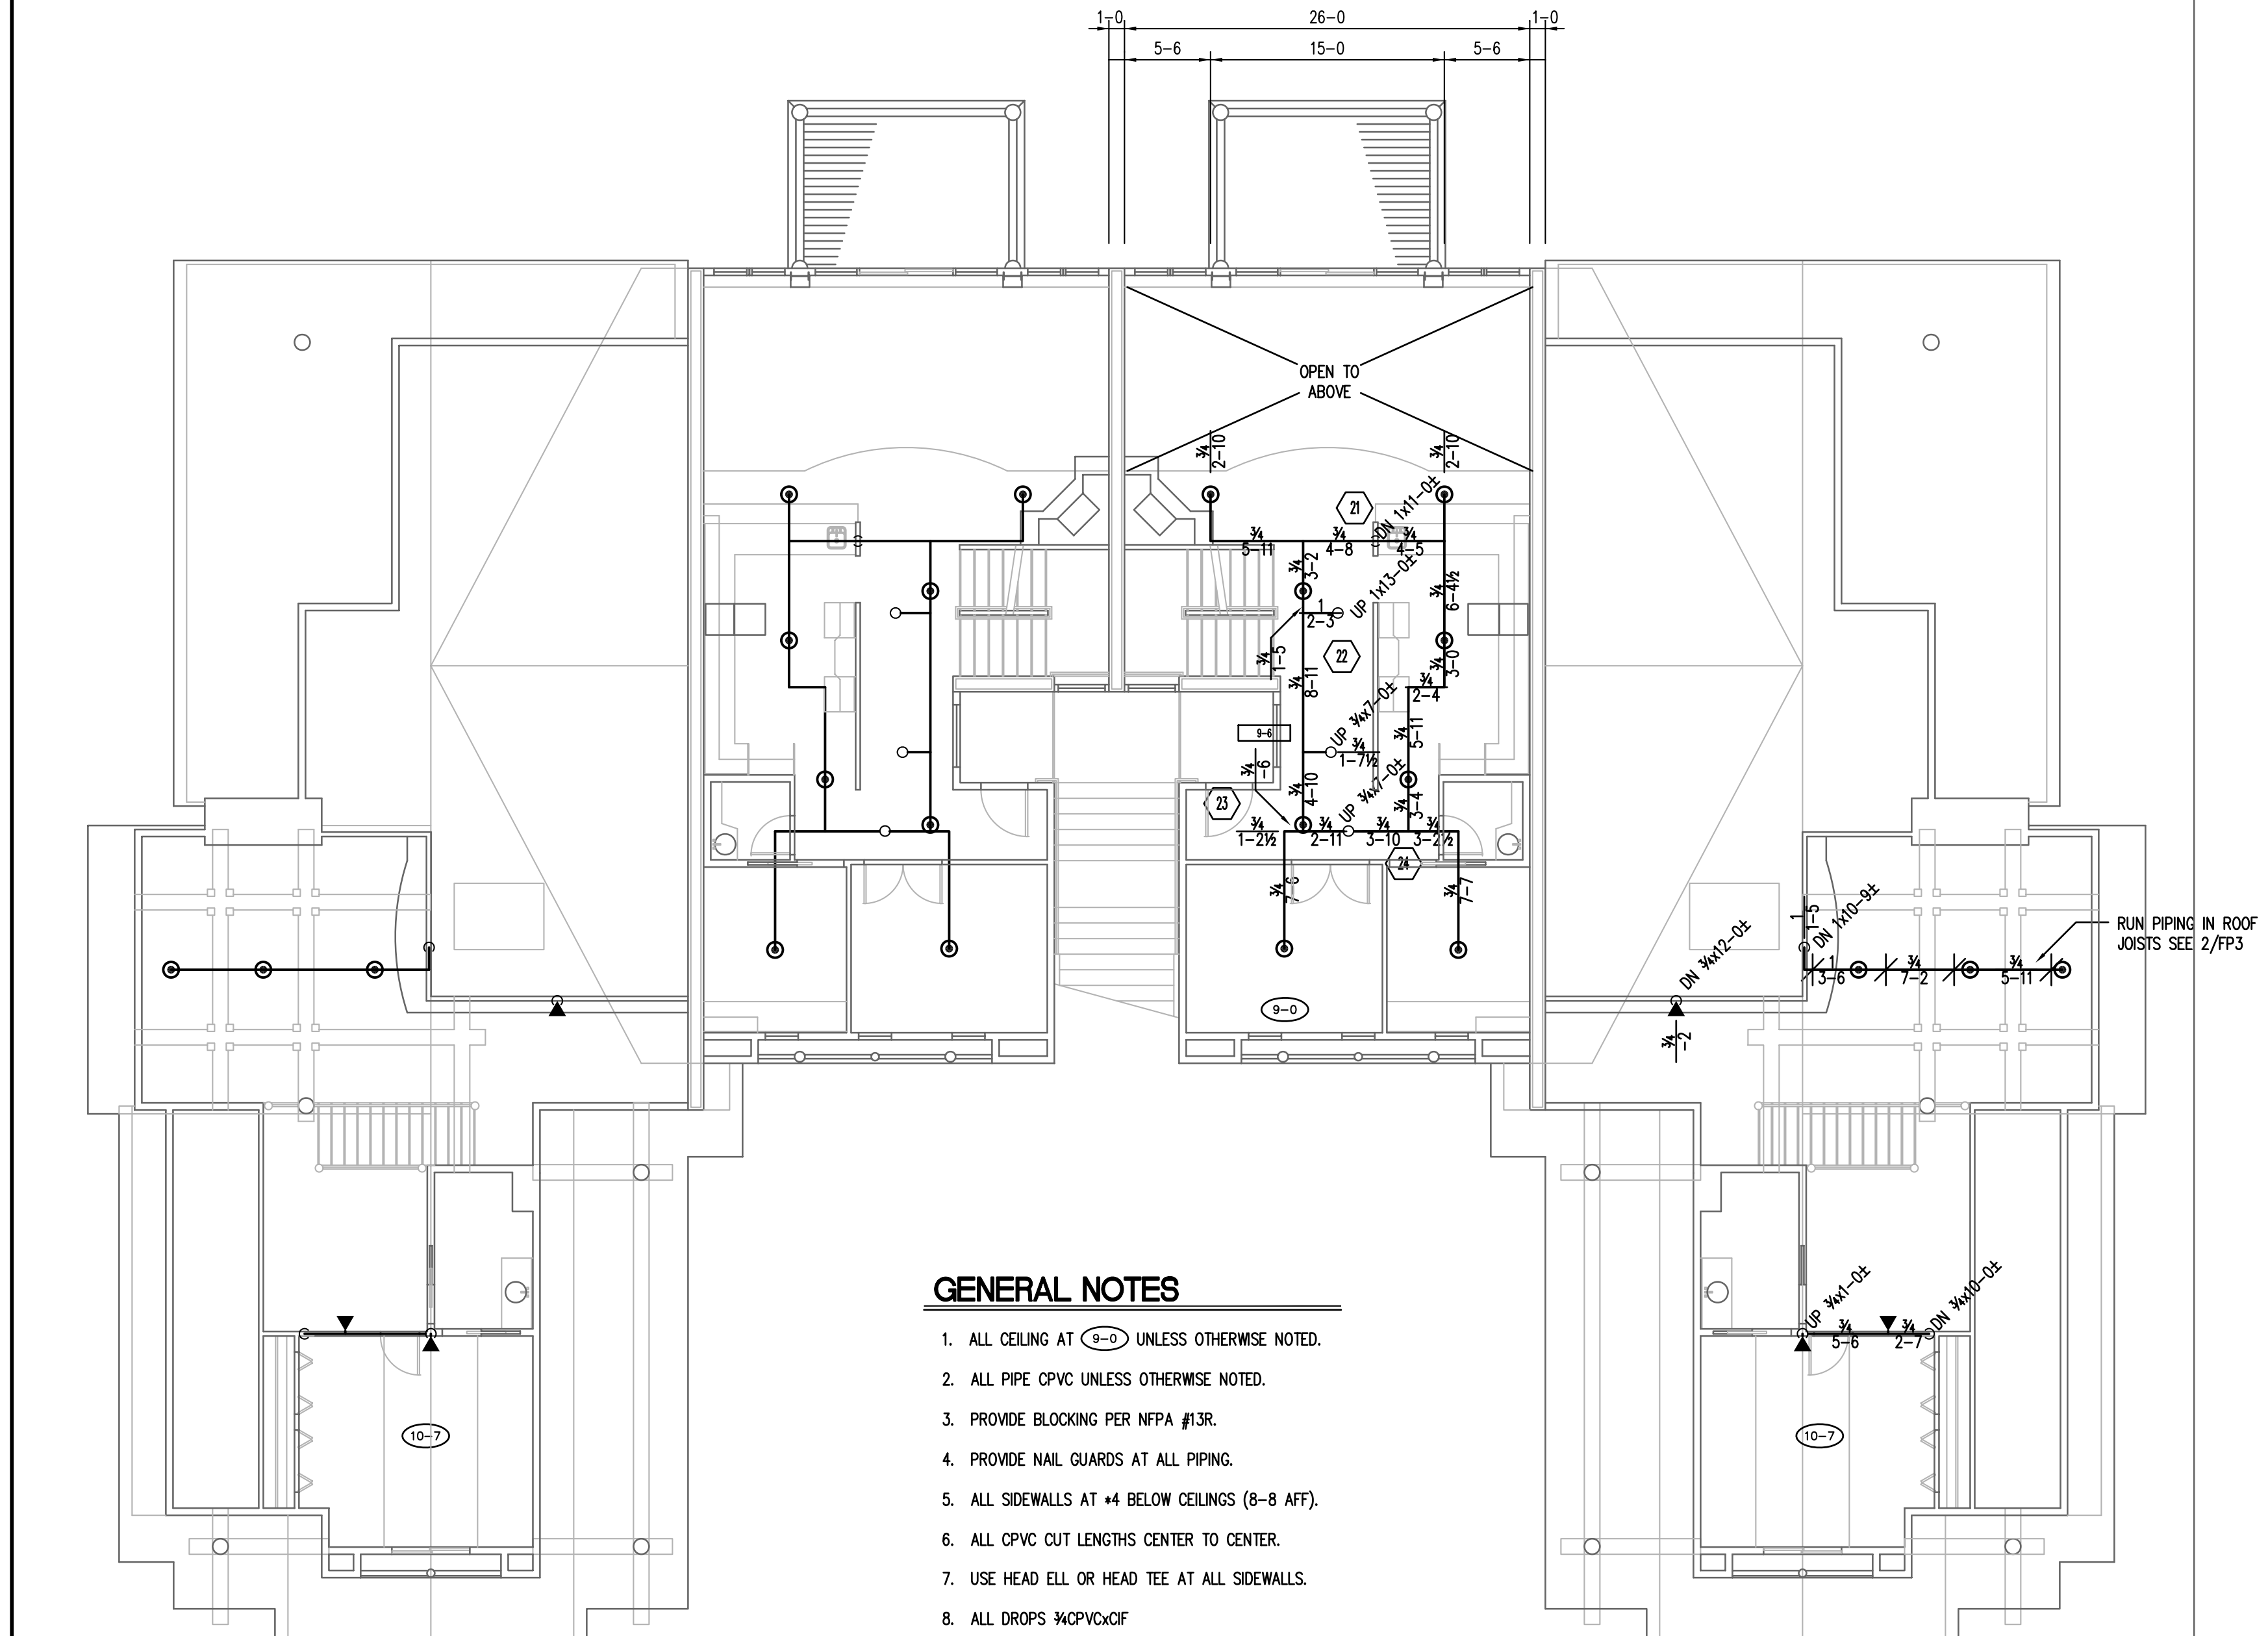 1-0 26-0 1-0
5-6 15-0 5-6
OPEN TO
ABOVE
¾ 2-10
¾ 2-10
21
DN 1x11-0±
¾ 5-11
¾ 4-8
¾ 4-5
¾ 3-2
UP 1x13-0±
¾ 6-4½
1 2-3
¾ 1-5
22
¾ 3-0
¾ 8-11
¾ 2-4
UP ¾x7-0±
¾ 5-11
9-6
¾ 1-7½
¾ -6
¾ 4-10
UP ¾x7-0±
23
¾ 3-4
¾ 1-2½
¾ 2-11
¾ 3-10
¾ 3-2½
24
¾ 7-6
¾ 7-7
9-0
1 1-5
DN 1x10-9±
RUN PIPING IN ROOF
JOISTS SEE 2/FP3
DN ¾x12-0±
1 3-6
¾ 7-2
¾ 5-11
¾ -2
UP ¾x1-0±
DN ¾x10-0±
¾ 5-6
¾ 2-7
10-7
10-7
GENERAL NOTES
1. ALL CEILING AT 9-0 UNLESS OTHERWISE NOTED.
2. ALL PIPE CPVC UNLESS OTHERWISE NOTED.
3. PROVIDE BLOCKING PER NFPA #13R.
4. PROVIDE NAIL GUARDS AT ALL PIPING.
5. ALL SIDEWALLS AT *4 BELOW CEILINGS (8-8 AFF).
6. ALL CPVC CUT LENGTHS CENTER TO CENTER.
7. USE HEAD ELL OR HEAD TEE AT ALL SIDEWALLS.
8. ALL DROPS ¾CPVCxCIF